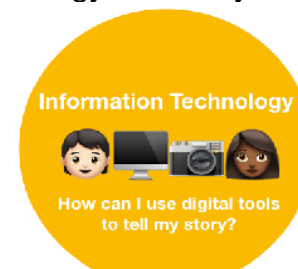 Information Technology
How can I use digital tools
to tell my story?